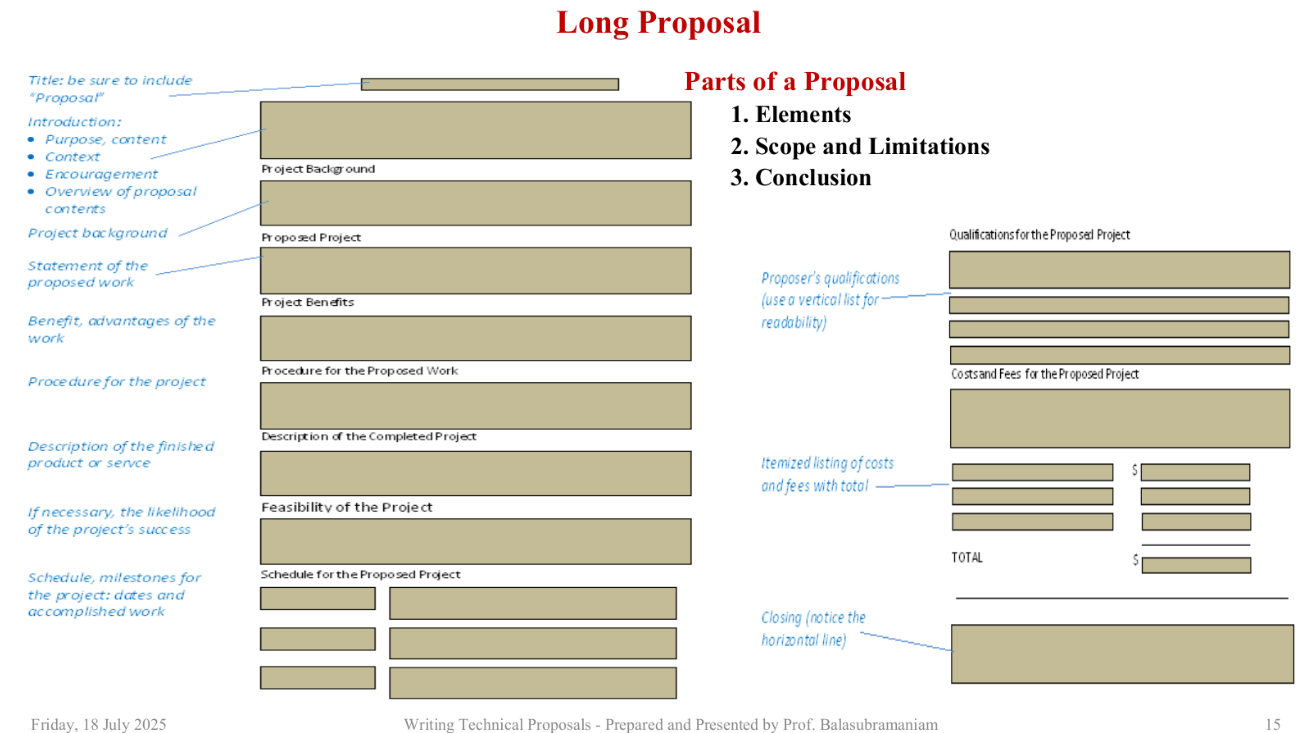 Long Proposal
Title: be sure to include
"Proposal"
Introduction:
• Purpose, content
• Context
• Encouragement
• Overview of proposal
contents
Project background
Statement of the
proposed work
Benefit, advantages of the
work
Procedure for the project
Description of the finished
product or servce
If necessary, the likelihood
of the project's success
Schedule, milestones for
the project: dates and
accomplished work
Project Background
Proposed Project
Project Benefits
Procedure for the Proposed Work
Description of the Completed Project
Feasibility of the Project
Schedule for the Proposed Project
Parts of a Proposal
1. Elements
2. Scope and Limitations
3. Conclusion
Proposer's qualifications
(use a vertical list for
readability)
Itemized listing of costs
and fees with total
Closing (notice the
horizontal line)
Qualifications for the Proposed Project
Costs and Fees for the Proposed Project
$
TOTAL
$
Friday, 18 July 2025
Writing Technical Proposals - Prepared and Presented by Prof. Balasubramaniam
15